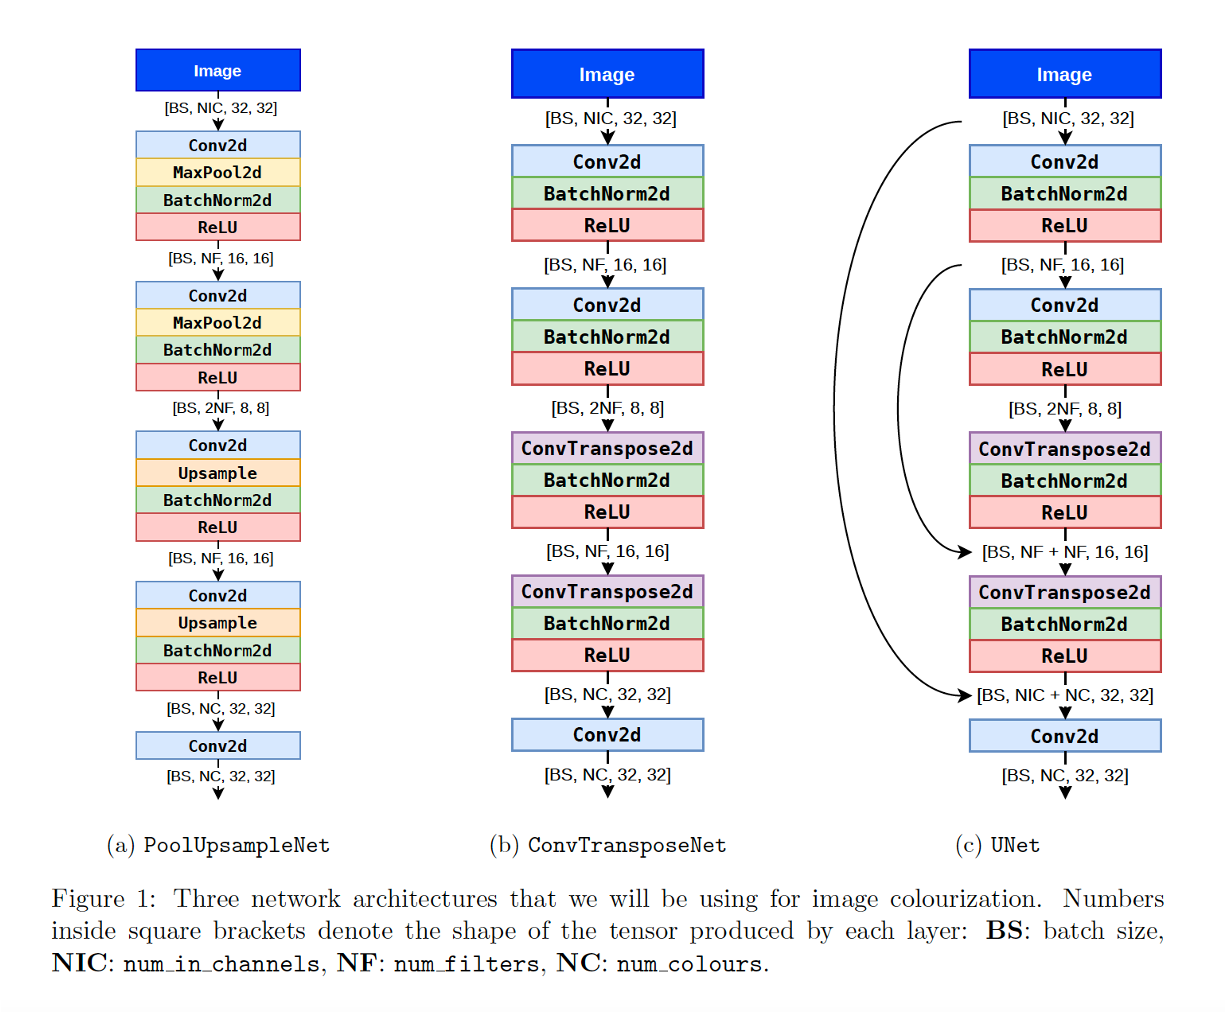 Image
[BS, NIC, 32, 32]
Conv2d
MaxPool2d
BatchNorm2d
ReLU
[BS, NF, 16, 16]
Conv2d
MaxPool2d
BatchNorm2d
ReLU
[BS, 2NF, 8, 8]
Conv2d
Upsample
BatchNorm2d
ReLU
[BS, NF, 16, 16]
Conv2d
Upsample
BatchNorm2d
ReLU
[BS, NC, 32, 32]
Conv2d
[BS, NC, 32, 32]
(a) PoolUpsampleNet
Image
[BS, NIC, 32, 32]
Conv2d
BatchNorm2d
ReLU
[BS, NF, 16, 16]
Conv2d
BatchNorm2d
ReLU
[BS, 2NF, 8, 8]
ConvTranspose2d
BatchNorm2d
ReLU
[BS, NF, 16, 16]
ConvTranspose2d
BatchNorm2d
ReLU
[BS, NC, 32, 32]
Conv2d
[BS, NC, 32, 32]
(b) ConvTransposeNet
Image
[BS, NIC, 32, 32]
Conv2d
BatchNorm2d
ReLU
[BS, NF, 16, 16]
Conv2d
BatchNorm2d
ReLU
[BS, 2NF, 8, 8]
ConvTranspose2d
BatchNorm2d
ReLU
[BS, NF + NF, 16, 16]
ConvTranspose2d
BatchNorm2d
ReLU
[BS, NIC + NC, 32, 32]
Conv2d
[BS, NC, 32, 32]
(c) UNet
Figure 1: Three network architectures that we will be using for image colourization. Numbers
inside square brackets denote the shape of the tensor produced by each layer: BS: batch size,
NIC: num_in_channels, NF: num_filters, NC: num_colours.